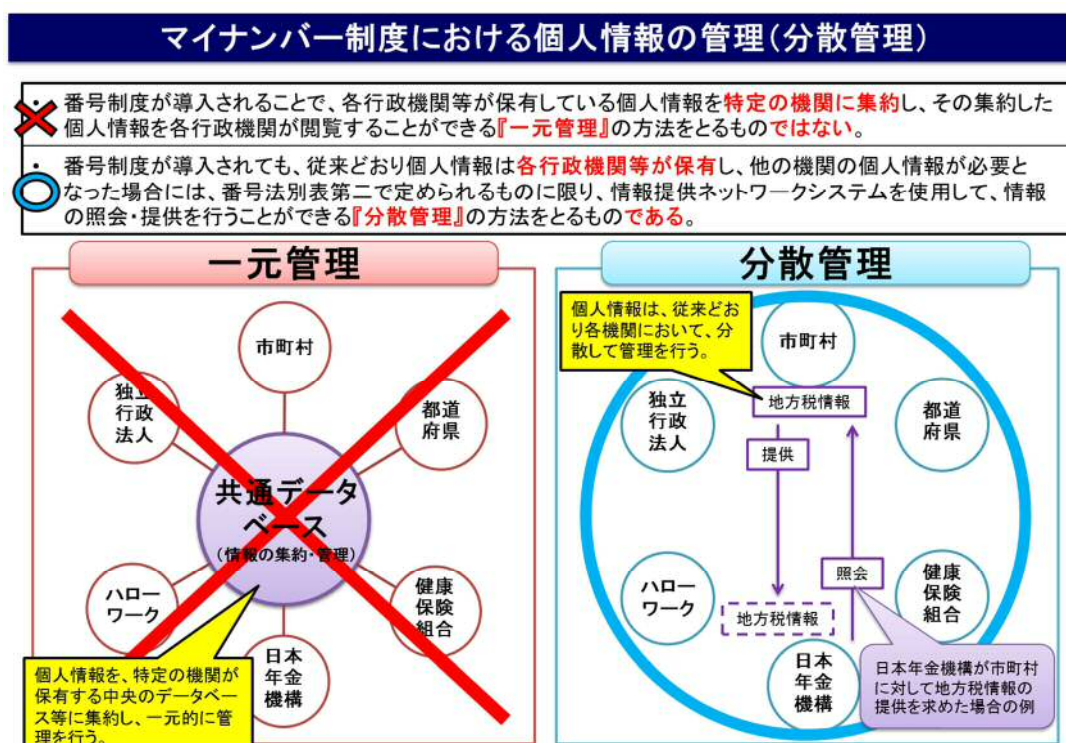 マイナンバー制度における個人情報の管理(分散管理)
・ 番号制度が導入されることで、各行政機関等が保有している個人情報を特定の機関に集約し、その集約した
個人情報を各行政機関が閲覧することができる『一元管理』の方法をとるものではない。
・ 番号制度が導入されても、従来どおり個人情報は各行政機関等が保有し、他の機関の個人情報が必要と
なった場合には、番号法別表第二で定められるものに限り、情報提供ネットワークシステムを使用して、情報
の照会・提供を行うことができる『分散管理』の方法をとるものである。
一元管理
市町村
独立
行政
法人
都道
府県
共通データ
ベース
(情報の集約・管理)
ハロー
ワーク
健康
保険
組合
日本
年金
機構
個人情報を、特定の機関が
保有する中央のデータベー
ス等に集約し、一元的に管
理を行う。
分散管理
個人情報は、従来どお
り各機関において、分
散して管理を行う。
市町村
独立
行政
法人
地方税情報
都道
府県
提供
照会
ハロー
ワーク
健康
保険
組合
地方税情報
日本
年金
機構
日本年金機構が市町村
に対して地方税情報の
提供を求めた場合の例